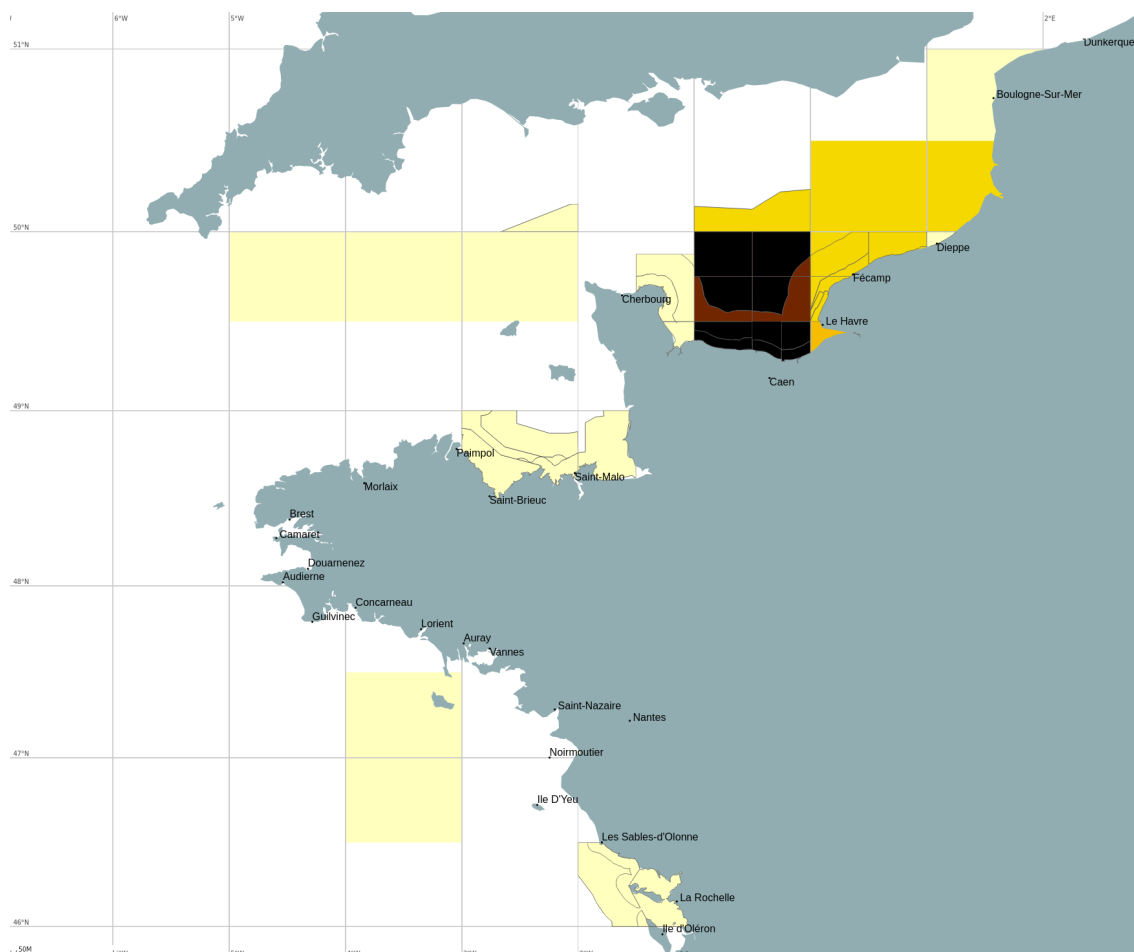 6°W
5°W
2°E
51°N
Dunkerque
Boulogne-Sur-Mer
50°N
Dieppe
Fécamp
Cherbourg
Le Havre
Caen
49°N
Paimpol
Saint-Malo
Morlaix
Saint-Brieuc
Brest
Camaret
Douarnenez
Audierne
48°N
Concarneau
Guilvinec
Lorient
Auray
Vannes
Saint-Nazaire
Nantes
Noirmoutier
47°N
Ile D'Yeu
Les Sables-d'Olonne
La Rochelle
46°N
Ile d'Oléron
50M